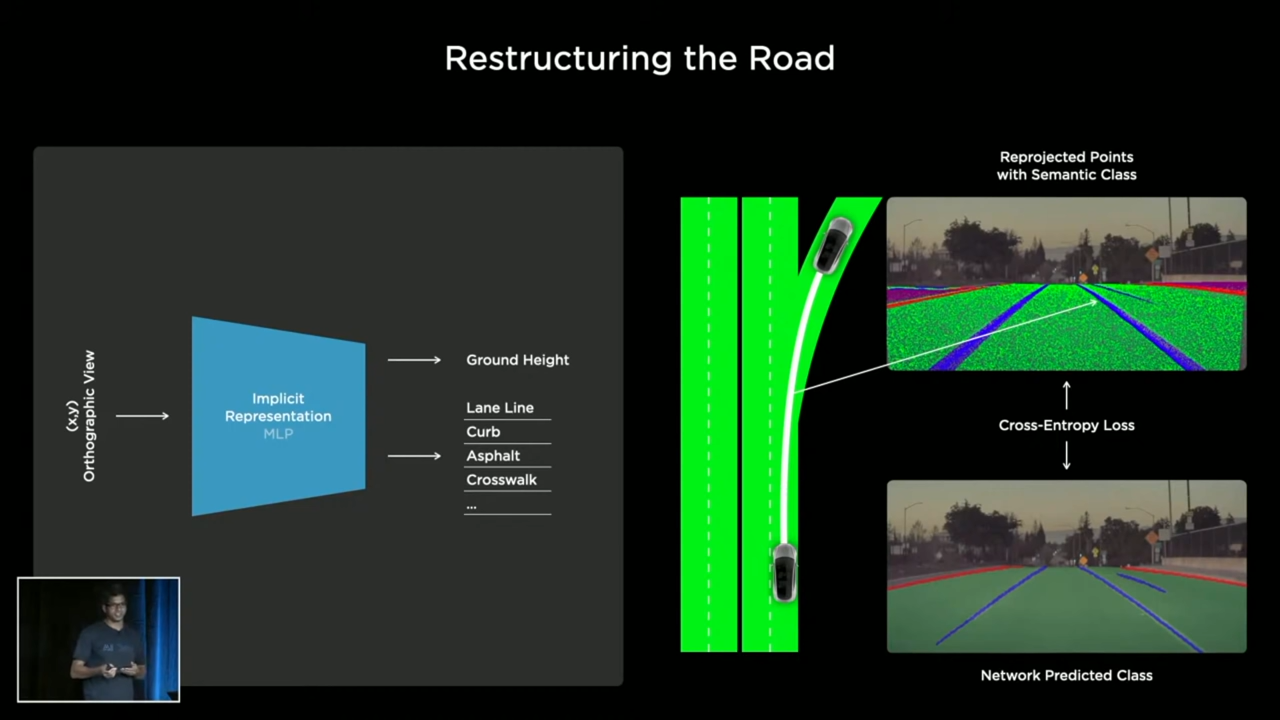 Restructuring the Road
(x,y)
Orthographic View
Implicit
Representation
MLP
Ground Height
Lane Line
Curb
Asphalt
Crosswalk
...
Reprojected Points
with Semantic Class
Cross-Entropy Loss
Network Predicted Class